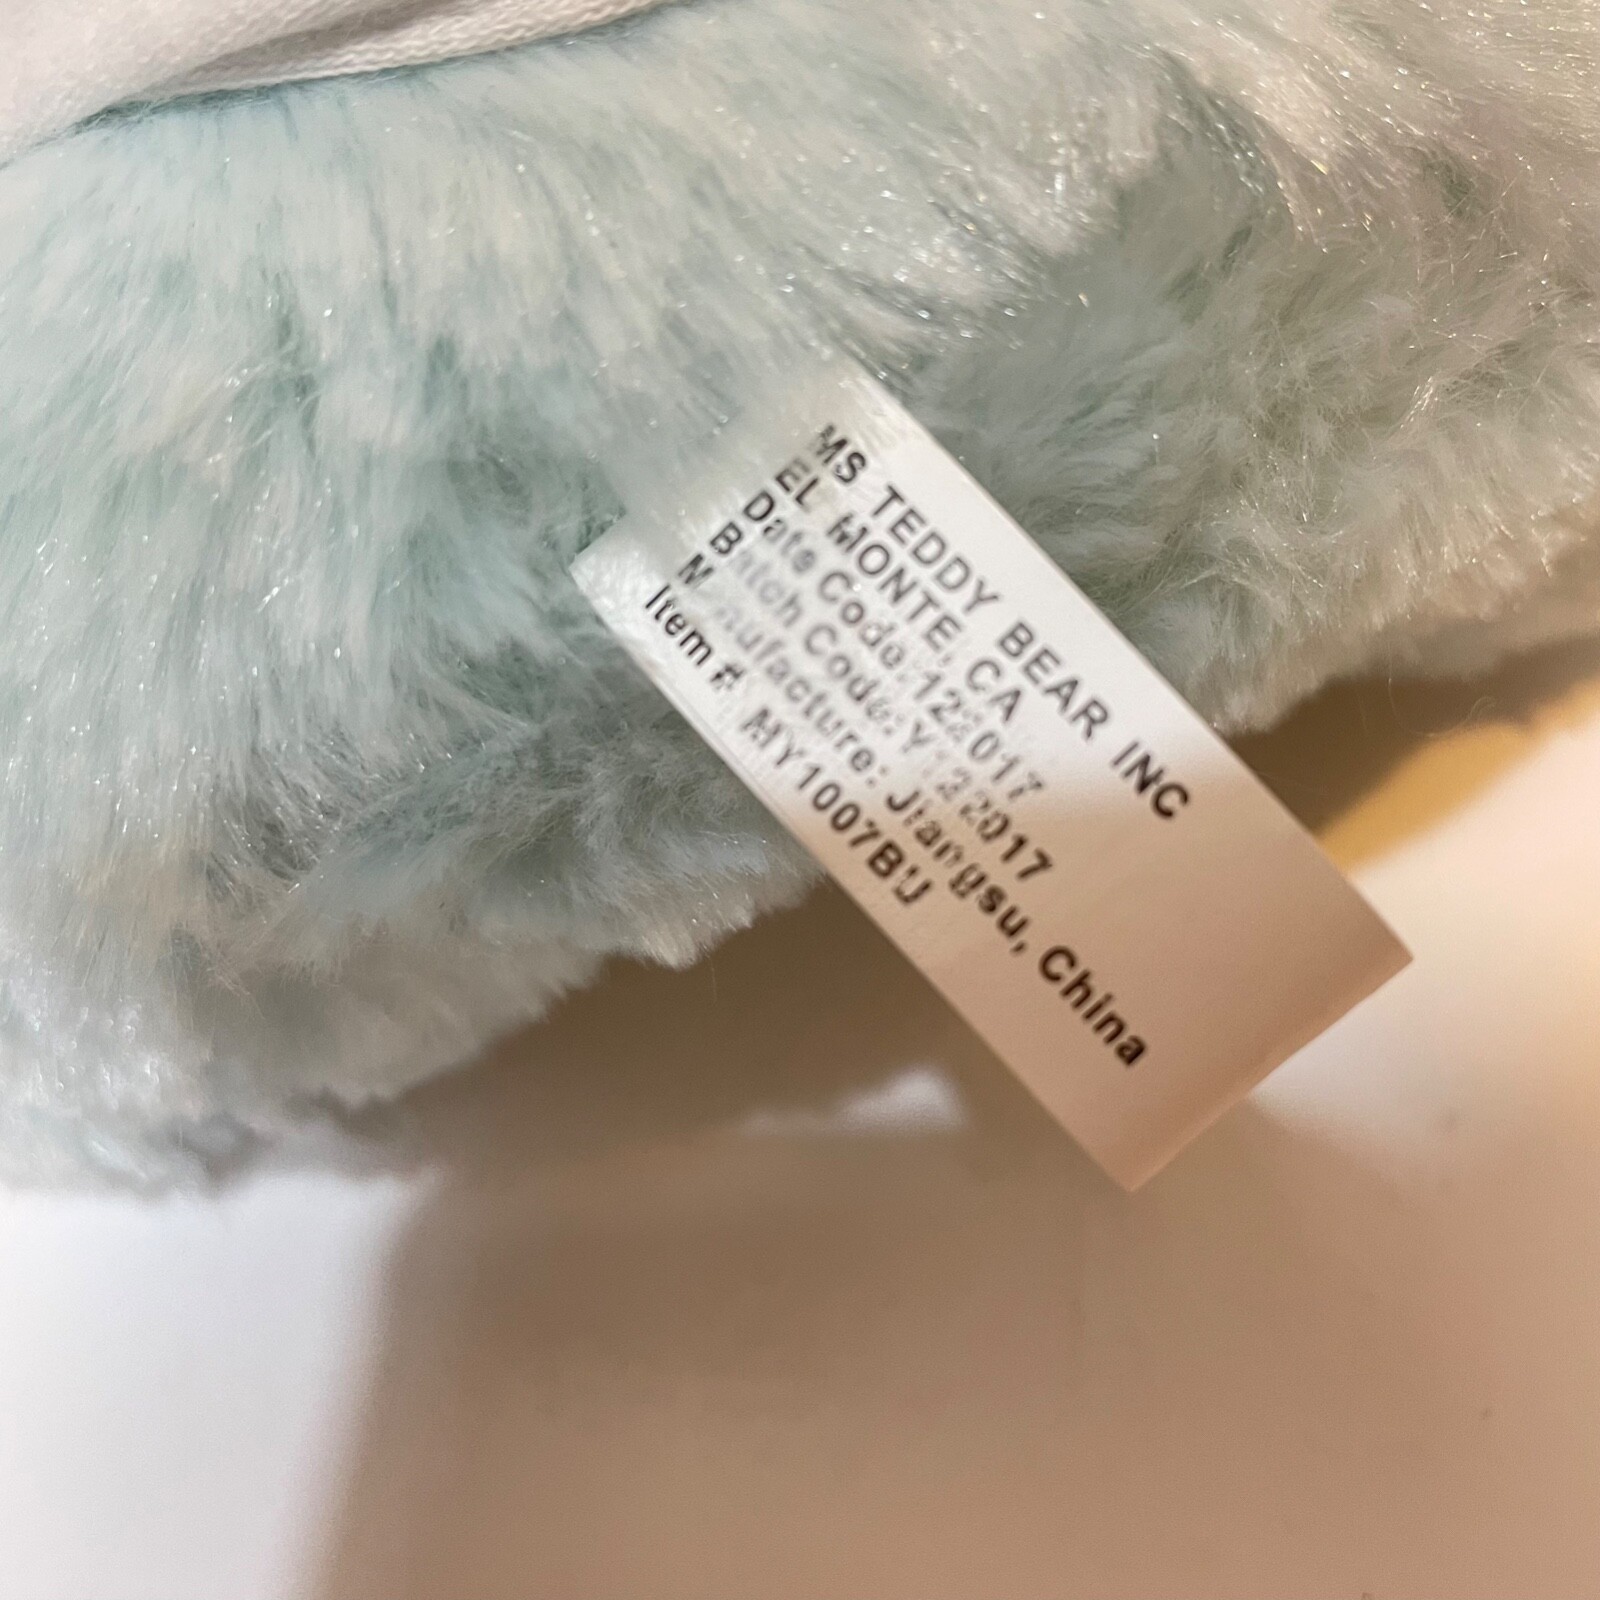 MS TEDDY BEAR INC
EL MONTE, CA
Date Code:122017
Batch Code:Y122017
Manufacture: Jiangsu, China
Item #: MY1007BU